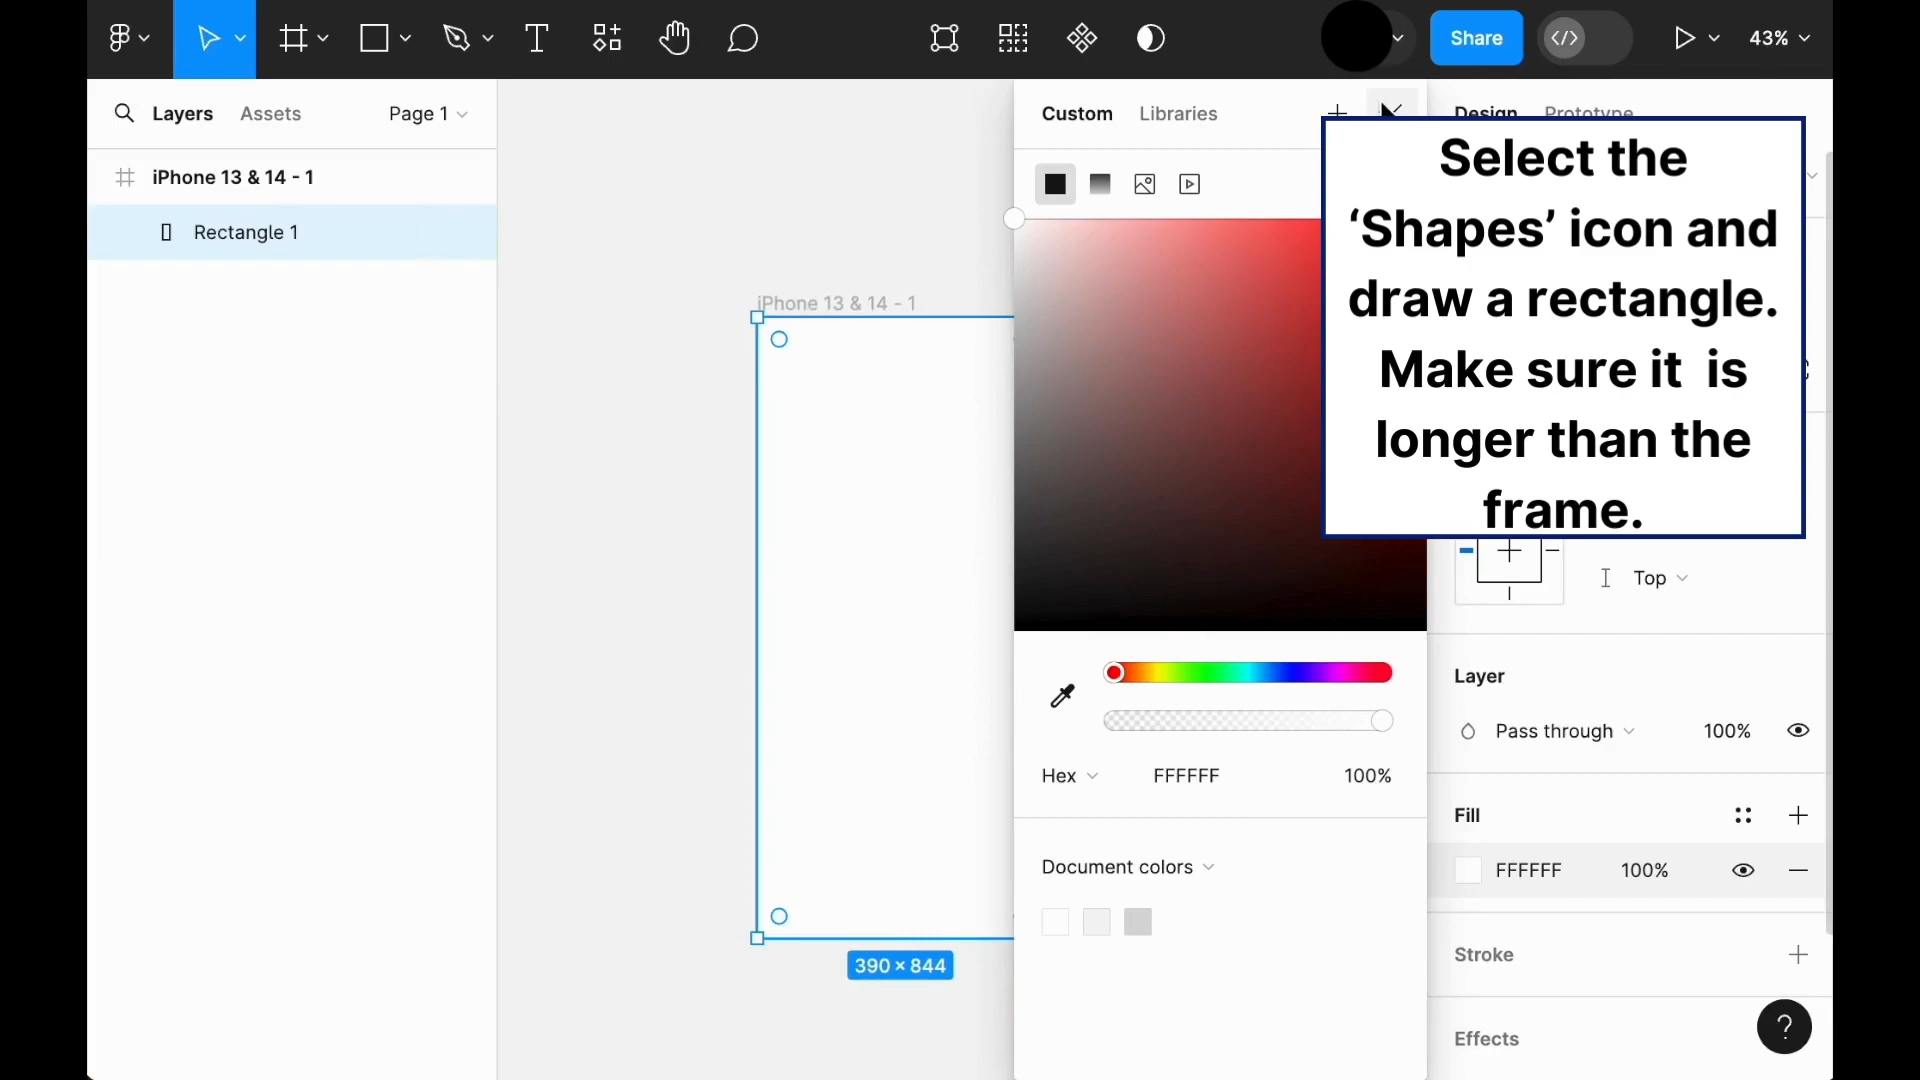 Share
43%
Layers
Assets
Page 1
Custom
Libraries
Design
Prototype
iPhone 13 & 14 - 1
Rectangle 1
Select the
‘Shapes’ icon and
draw a rectangle.
Make sure it is
longer than the
frame.
iPhone 13 & 14 - 1
390 × 844
Top
Layer
Pass through
100%
Hex
FFFFFF
100%
Fill
FFFFFF
100%
Document colors
Stroke
Effects
?